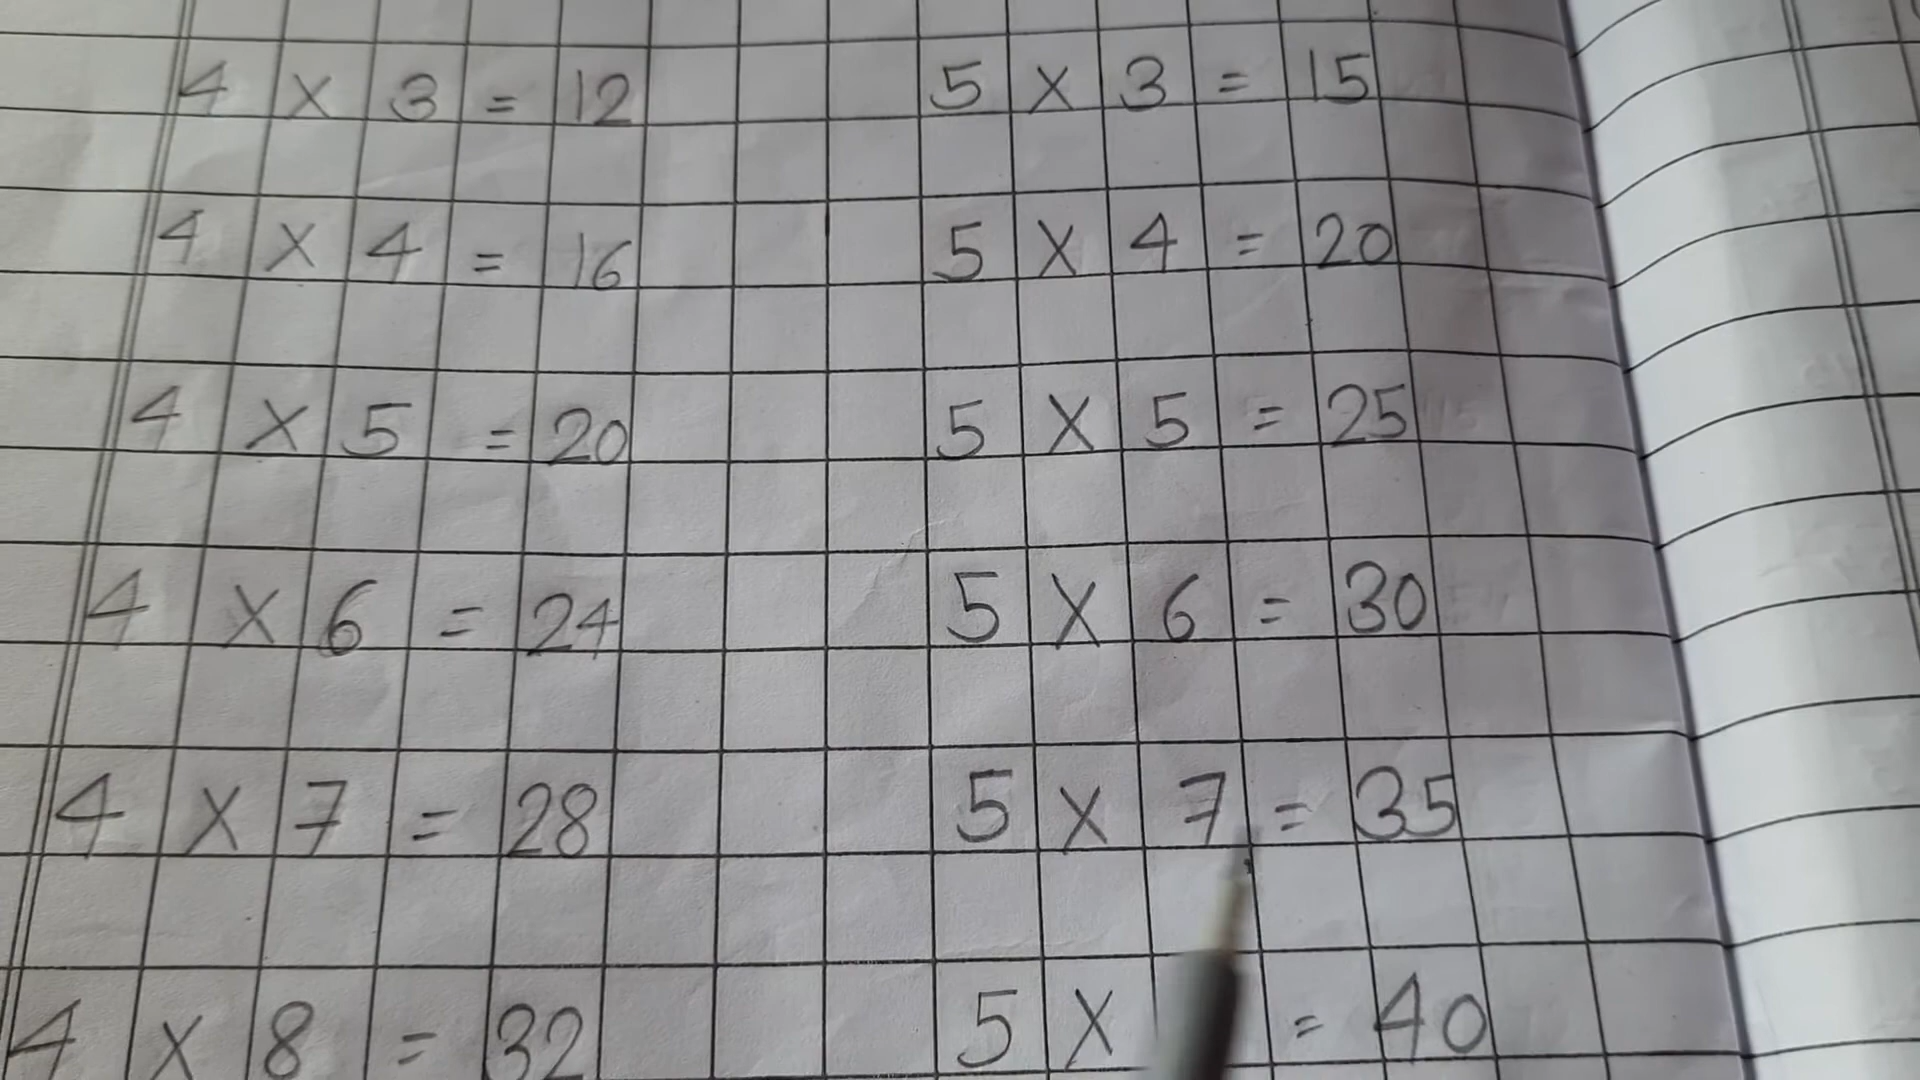 4 X 3 = 12 5 X 3 = 15
4 X 4 = 16 5 X 4 = 20
4 X 5 = 20 5 X 5 = 25
4 X 6 = 24 5 X 6 = 30
4 X 7 = 28 5 X 7 = 35
4 X 8 = 32 5 X = 40